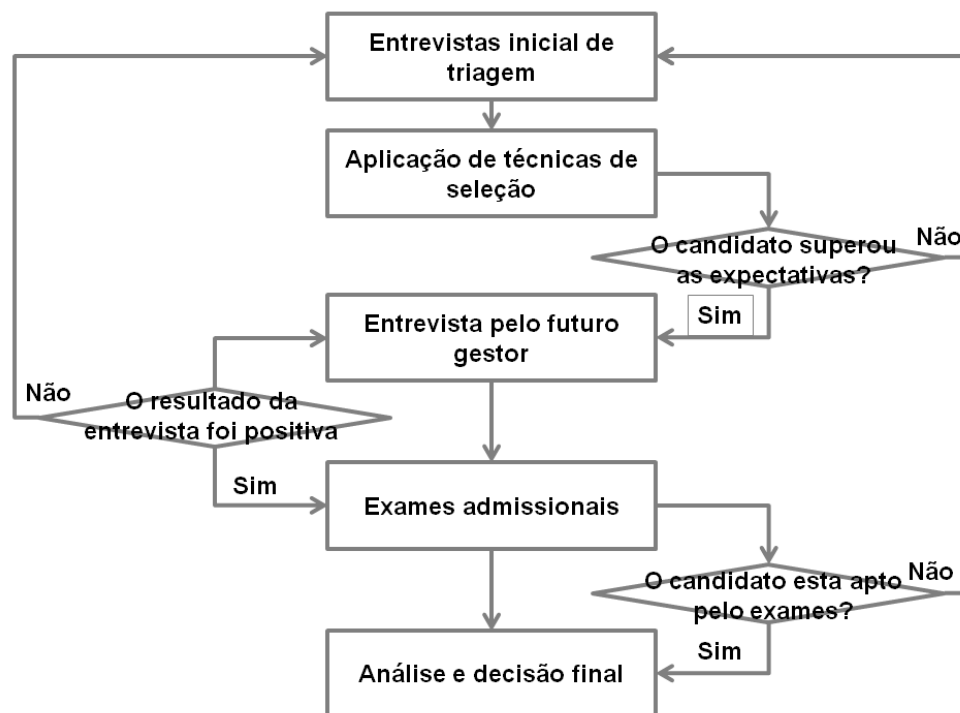 Entrevistas inicial de
triagem
Aplicação de técnicas de
seleção
O candidato superou
as expectativas?
Não
Sim
Entrevista pelo futuro
gestor
Não
O resultado da
entrevista foi positiva
Sim
Exames admissionais
O candidato esta apto
pelo exames?
Não
Sim
Análise e decisão final